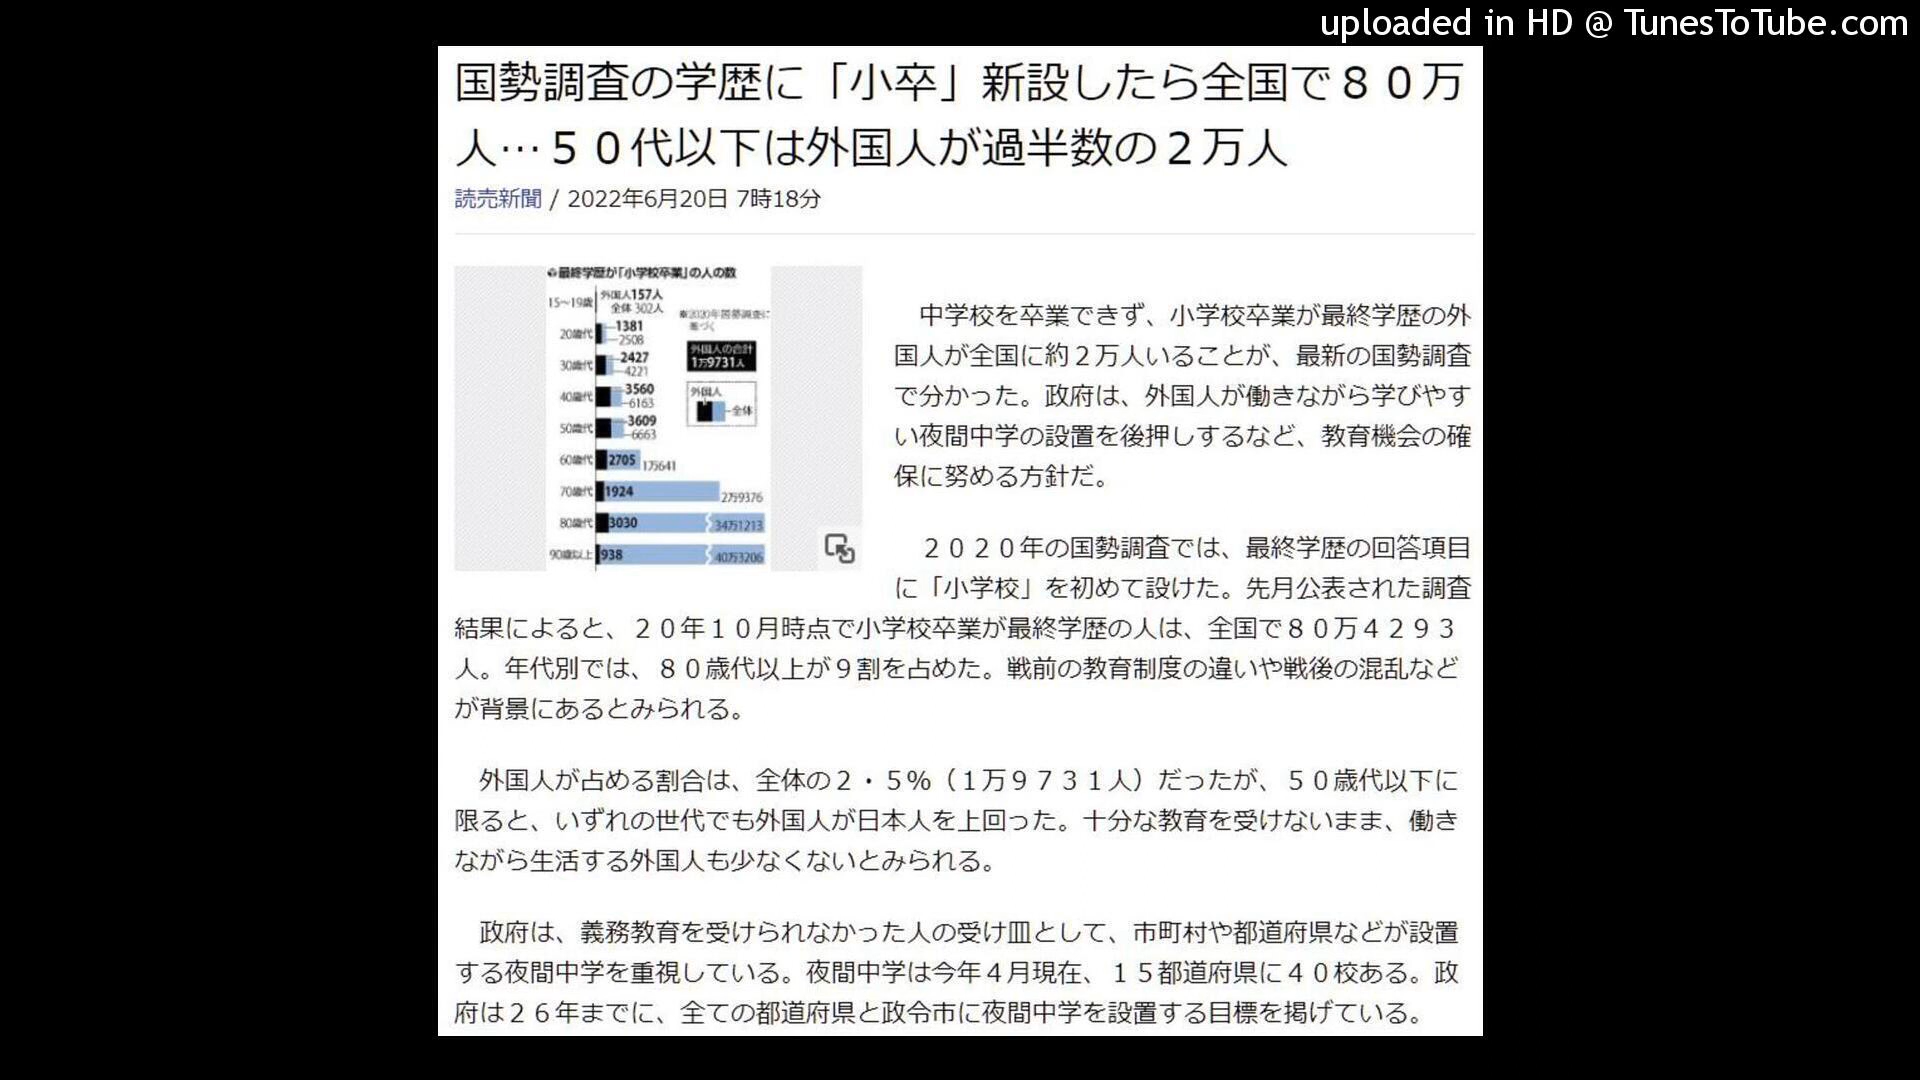 uploaded in HD @ TunesToTube.com
国勢調査の学歴に「小卒」新設したら全国で８０万
人…５０代以下は外国人が過半数の２万人
読売新聞 / 2022年6月20日 7時18分
最終学歴が「小学校卒業」の人の数
15～19歳 外国人157人
全体 302人
※2020年国勢調査に
基づく
20歳代 1381
2508
外国人の合計
1万9731人
30歳代 2427
4221
外国人
全体
40歳代 3560
6163
50歳代 3609
6663
60歳代 2705 1万5641
70歳代 1924 2万9376
80歳代 3030 34万1213
90歳以上 938 40万3206
中学校を卒業できず、小学校卒業が最終学歴の外
国人が全国に約２万人いることが、最新の国勢調査
で分かった。政府は、外国人が働きながら学びやす
い夜間中学の設置を後押しするなど、教育機会の確
保に努める方針だ。
２０２０年の国勢調査では、最終学歴の回答項目
に「小学校」を初めて設けた。先月公表された調査
結果によると、２０年１０月時点で小学校卒業が最終学歴の人は、全国で８０万４２９３
人。年代別では、８０歳代以上が９割を占めた。戦前の教育制度の違いや戦後の混乱など
が背景にあるとみられる。
外国人が占める割合は、全体の２・５％（１万９７３１人）だったが、５０歳代以下に
限ると、いずれの世代でも外国人が日本人を上回った。十分な教育を受けないまま、働き
ながら生活する外国人も少なくないとみられる。
政府は、義務教育を受けられなかった人の受け皿として、市町村や都道府県などが設置
する夜間中学を重視している。夜間中学は今年４月現在、１５都道府県に４０校ある。政
府は２６年までに、全ての都道府県と政令市に夜間中学を設置する目標を掲げている。